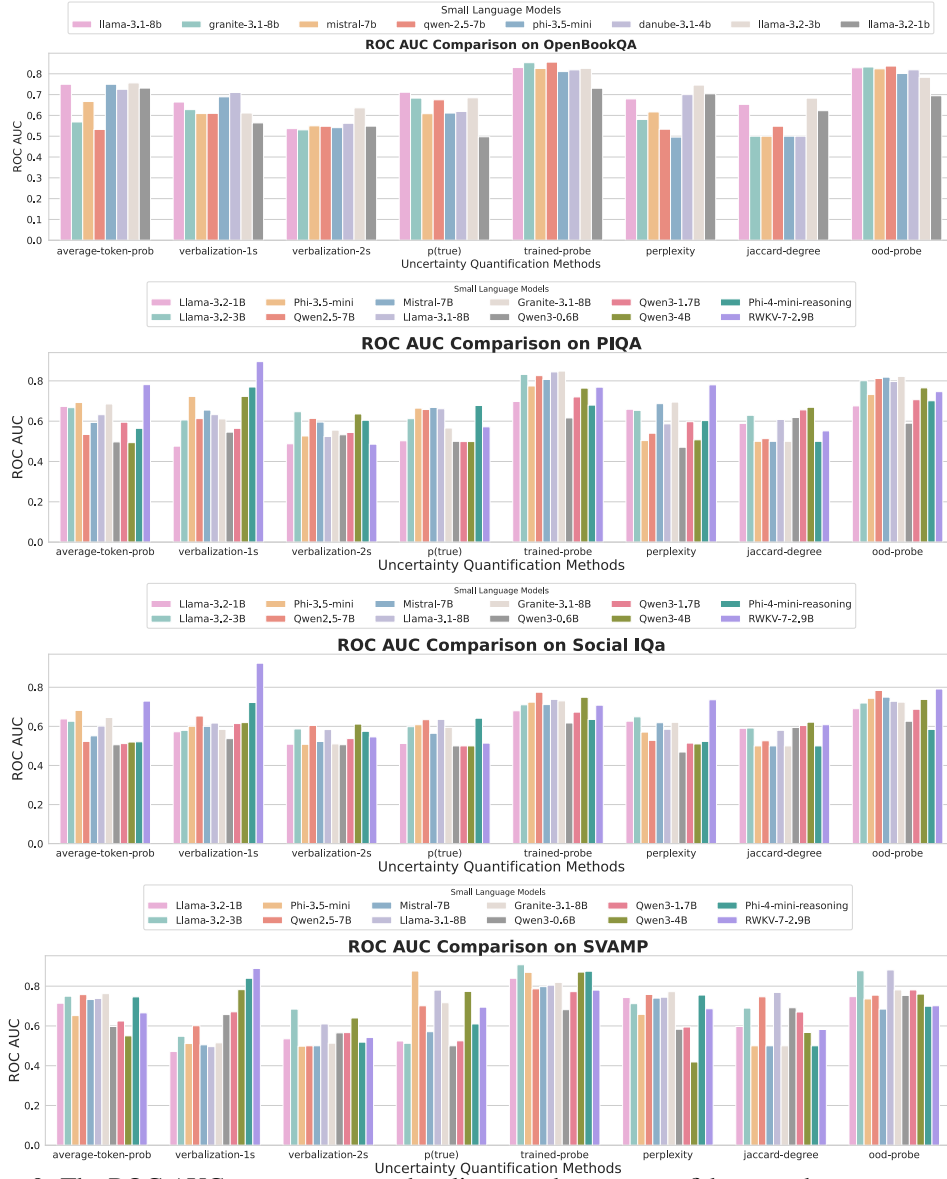 Small Language Models
llama-3.1-8b granite-3.1-8b mistral-7b qwen-2.5-7b phi-3.5-mini danube-3.1-4b llama-3.2-3b llama-3.2-1b
ROC AUC Comparison on OpenBookQA
ROC AUC
0.8
0.7
0.6
0.5
0.4
0.3
0.2
0.1
0.0
average-token-prob verbalization-1s verbalization-2s p(true) trained-probe perplexity jaccard-degree ood-probe
Uncertainty Quantification Methods
Small Language Models
Llama-3.2-1B Phi-3.5-mini Mistral-7B Granite-3.1-8B Qwen3-1.7B Phi-4-mini-reasoning
Llama-3.2-3B Qwen2.5-7B Llama-3.1-8B Qwen3-0.6B Qwen3-4B RWKV-7-2.9B
ROC AUC Comparison on PIQA
ROC AUC
0.8
0.6
0.4
0.2
0.0
average-token-prob verbalization-1s verbalization-2s p(true) trained-probe perplexity jaccard-degree ood-probe
Uncertainty Quantification Methods
Small Language Models
Llama-3.2-1B Phi-3.5-mini Mistral-7B Granite-3.1-8B Qwen3-1.7B Phi-4-mini-reasoning
Llama-3.2-3B Qwen2.5-7B Llama-3.1-8B Qwen3-0.6B Qwen3-4B RWKV-7-2.9B
ROC AUC Comparison on Social IQa
ROC AUC
0.8
0.6
0.4
0.2
0.0
average-token-prob verbalization-1s verbalization-2s p(true) trained-probe perplexity jaccard-degree ood-probe
Uncertainty Quantification Methods
Small Language Models
Llama-3.2-1B Phi-3.5-mini Mistral-7B Granite-3.1-8B Qwen3-1.7B Phi-4-mini-reasoning
Llama-3.2-3B Qwen2.5-7B Llama-3.1-8B Qwen3-0.6B Qwen3-4B RWKV-7-2.9B
ROC AUC Comparison on SVAMP
ROC AUC
0.8
0.6
0.4
0.2
0.0
average-token-prob verbalization-1s verbalization-2s p(true) trained-probe perplexity jaccard-degree ood-probe
Uncertainty Quantification Methods